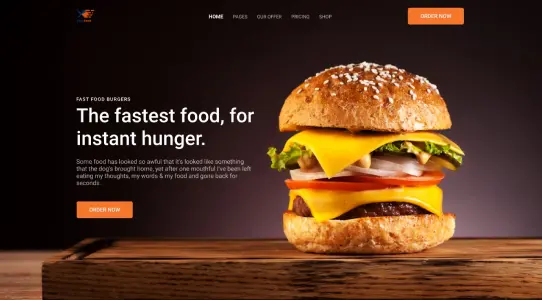 HOME PAGES OUR OFFER PRICING SHOP ORDER NOW
FAST FOOD BURGERS
The fastest food, for
instant hunger.
Some food has looked so awful that it's looked like something
that the dog's brought home, yet after one mouthful I've been left
eating my thoughts, my words & my food and gone back for
seconds.
ORDER NOW